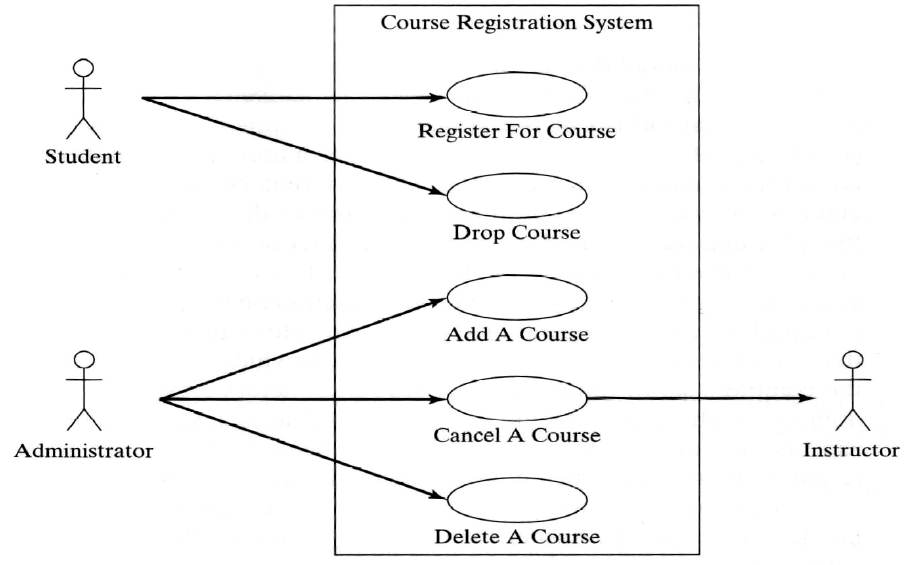 Course Registration System
Register For Course
Student
Drop Course
Add A Course
Cancel A Course
Administrator
Instructor
Delete A Course